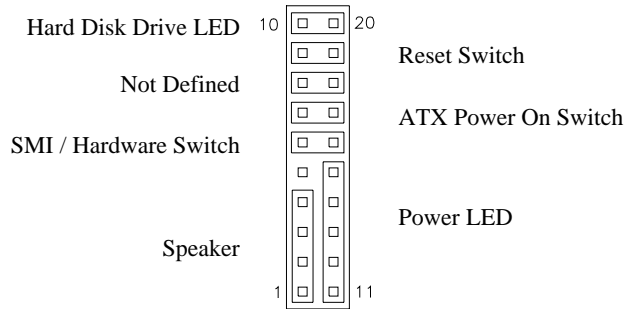 Hard Disk Drive LED 10 20
Reset Switch
Not Defined
ATX Power On Switch
SMI / Hardware Switch
Power LED
Speaker
1 11